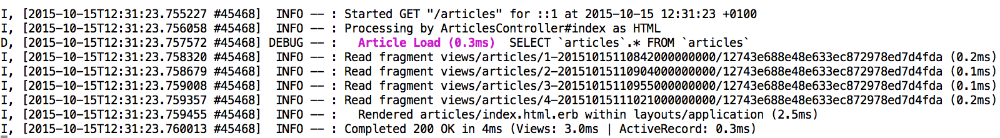 I, [2015-10-15T12:31:23.755227 #45468]  INFO -- : Started GET "/articles" for ::1 at 2015-10-15 12:31:23 +0100
I, [2015-10-15T12:31:23.756058 #45468]  INFO -- : Processing by ArticlesController#index as HTML
D, [2015-10-15T12:31:23.757572 #45468] DEBUG -- :   Article Load (0.3ms)  SELECT `articles`.* FROM `articles`
I, [2015-10-15T12:31:23.758320 #45468]  INFO -- : Read fragment views/articles/1-20151015110842000000000/12743e688e48e633ec872978ed7d4fda (0.2ms)
I, [2015-10-15T12:31:23.758679 #45468]  INFO -- : Read fragment views/articles/2-20151015110904000000000/12743e688e48e633ec872978ed7d4fda (0.1ms)
I, [2015-10-15T12:31:23.759008 #45468]  INFO -- : Read fragment views/articles/3-20151015110955000000000/12743e688e48e633ec872978ed7d4fda (0.1ms)
I, [2015-10-15T12:31:23.759357 #45468]  INFO -- : Read fragment views/articles/4-20151015111021000000000/12743e688e48e633ec872978ed7d4fda (0.2ms)
I, [2015-10-15T12:31:23.759455 #45468]  INFO -- :   Rendered articles/index.html.erb within layouts/application (2.5ms)
I, [2015-10-15T12:31:23.760013 #45468]  INFO -- : Completed 200 OK in 4ms (Views: 3.0ms | ActiveRecord: 0.3ms)